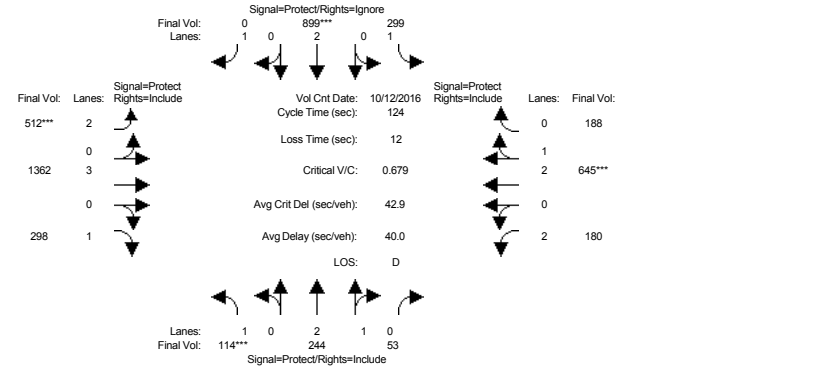 Signal=Protect/Rights=Ignore
Final Vol: 0 899*** 299
Lanes: 1 0 2 0 1
Signal=Protect
Final Vol: Lanes: Rights=Include
Vol Cnt Date: 10/12/2016
Signal=Protect
Rights=Include Lanes: Final Vol:
Cycle Time (sec): 124
512*** 2
0 188
Loss Time (sec): 12
0
1
1362 3
Critical V/C: 0.679
2 645***
0
Avg Crit Del (sec/veh): 42.9
0
298 1
Avg Delay (sec/veh): 40.0
2 180
LOS: D
Lanes: 1 0 2 1 0
Final Vol: 114*** 244 53
Signal=Protect/Rights=Include